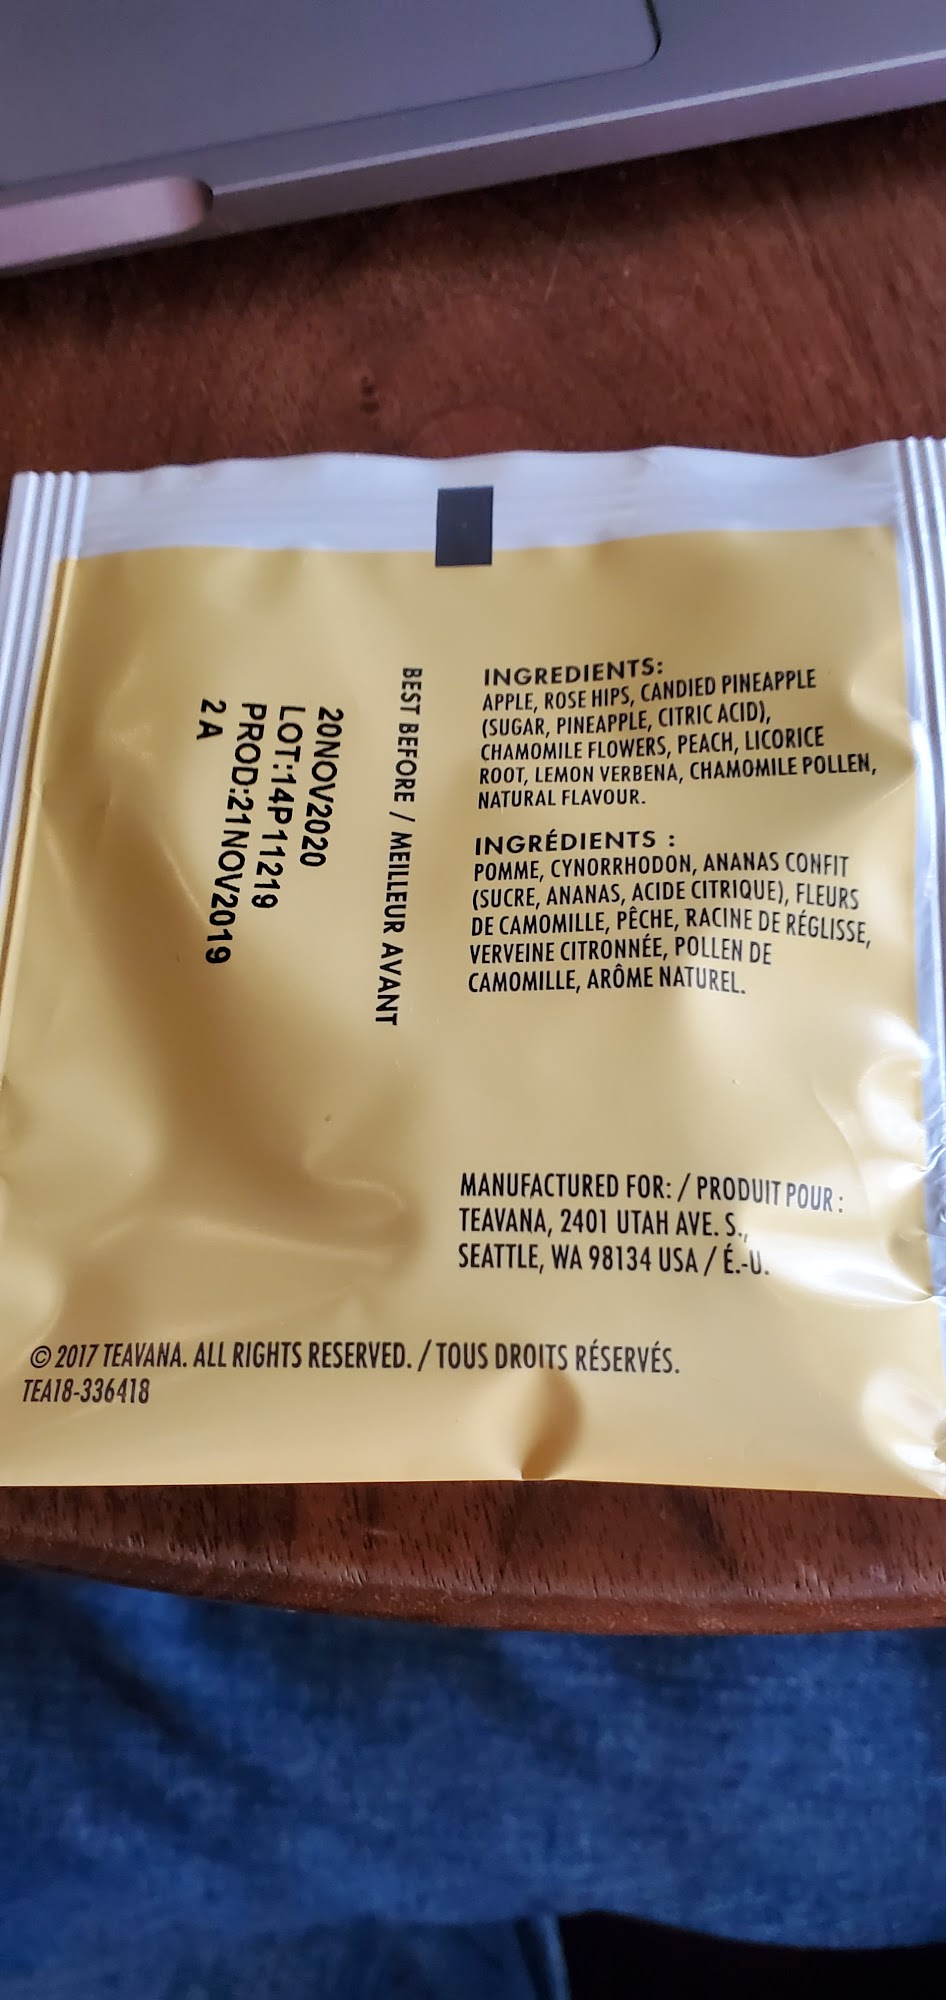 INGREDIENTS:
APPLE, ROSE HIPS, CANDIED PINEAPPLE
(SUGAR, PINEAPPLE, CITRIC ACID),
CHAMOMILE FLOWERS, PEACH, LICORICE
ROOT, LEMON VERBENA, CHAMOMILE POLLEN,
NATURAL FLAVOUR.
INGRÉDIENTS :
POMME, CYNORRHODON, ANANAS CONFIT
(SUCRE, ANANAS, ACIDE CITRIQUE), FLEURS
DE CAMOMILLE, PÊCHE, RACINE DE RÉGLISSE,
VERVEINE CITRONNÉE, POLLEN DE
CAMOMILLE, ARÔME NATUREL.
BEST BEFORE / MEILLEUR AVANT
20NOV2020
LOT:14P11219
PROD:21NOV2019
2 A
MANUFACTURED FOR: / PRODUIT POUR :
TEAVANA, 2401 UTAH AVE. S.,
SEATTLE, WA 98134 USA / É.-U.
© 2017 TEAVANA. ALL RIGHTS RESERVED. / TOUS DROITS RÉSERVÉS.
TEA18-336418